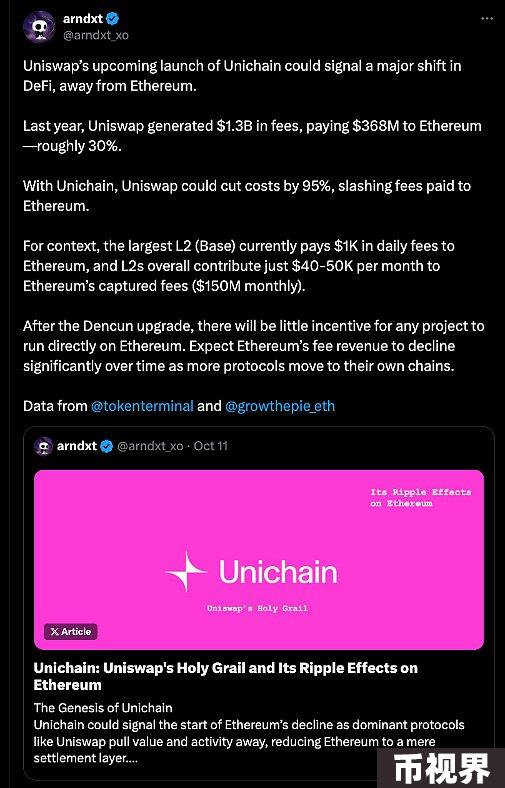 arndxt
@arndxt_xo
Uniswap’s upcoming launch of Unichain could signal a major shift in
DeFi, away from Ethereum.
Last year, Uniswap generated $1.3B in fees, paying $368M to Ethereum
—roughly 30%.
With Unichain, Uniswap could cut costs by 95%, slashing fees paid to
Ethereum.
For context, the largest L2 (Base) currently pays $1K in daily fees to
Ethereum, and L2s overall contribute just $40-50K per month to
Ethereum’s captured fees ($150M monthly).
After the Dencun upgrade, there will be little incentive for any project to
run directly on Ethereum. Expect Ethereum’s fee revenue to decline
significantly over time as more protocols move to their own chains.
Data from @tokenterminal and @growthepie_eth
arndxt @arndxt_xo · Oct 11
Its Ripple Effects
on Ethereum
Unichain
Uniswap's Holy Grail
X Article
Unichain: Uniswap's Holy Grail and Its Ripple Effects on
Ethereum
The Genesis of Unichain
Unichain could signal the start of Ethereum’s decline as dominant protocols
like Uniswap pull value and activity away, reducing Ethereum to a mere
settlement layer....
币视界